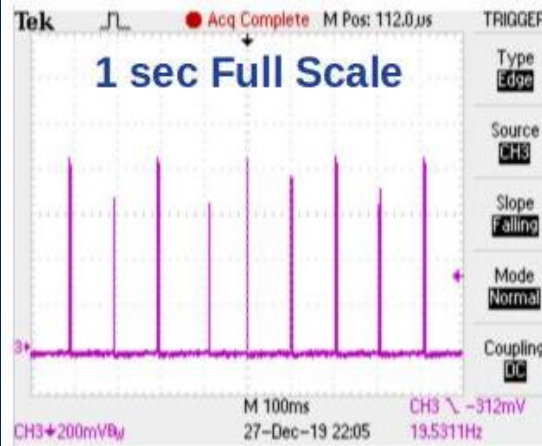 Tek Acq Complete M Pos: 112.0µs TRIGGER
1 sec Full Scale
Type
Edge
Source
CH3
Slope
Falling
Mode
Normal
Coupling
DC
3
M 100ms CH3 -312mV
CH3 200mVBW 27-Dec-19 22:05 19.5311Hz